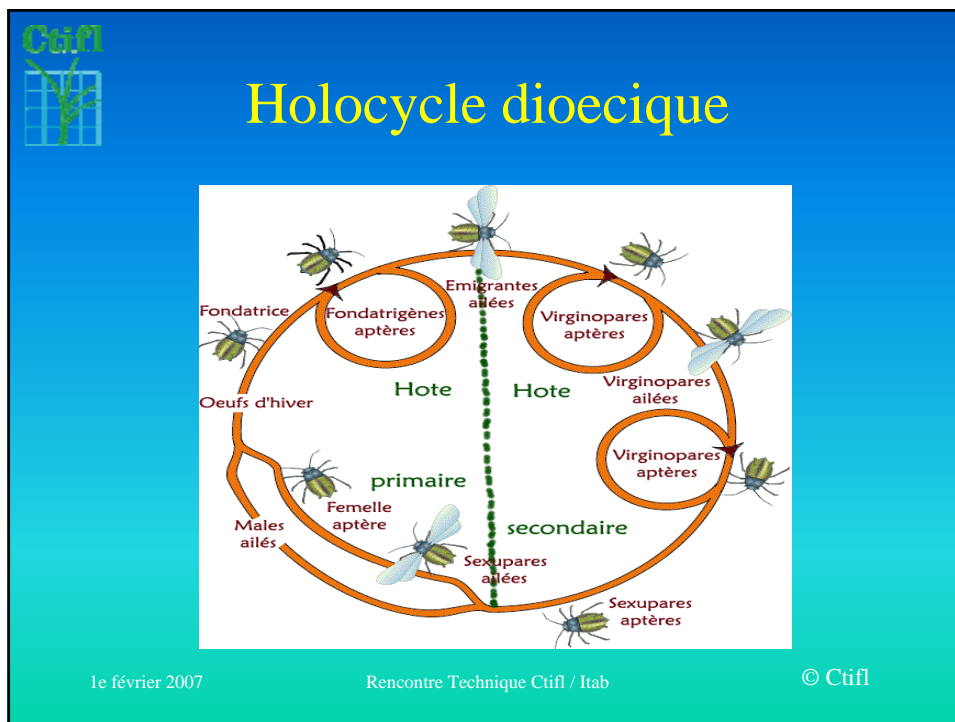 Ctifl
Holocycle dioecique
Emigrantes
ailées
Fondatrice
Fondatrigènes
aptères
Virginopares
aptères
Hote
Hote
Virginopares
ailées
Oeufs d'hiver
Virginopares
aptères
primaire
Femelle
aptère
Males
ailés
secondaire
Sexupares
ailées
Sexupares
aptères
1e février 2007
Rencontre Technique Ctifl / Itab
© Ctifl